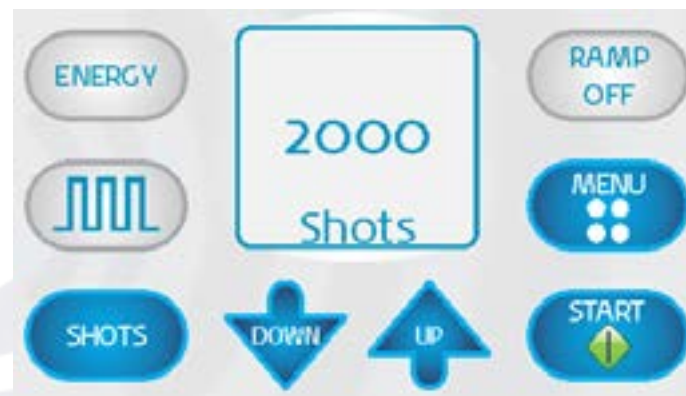 ENERGY
2000
Shots
RAMP
OFF
MENU
SHOTS
DOWN
UP
START